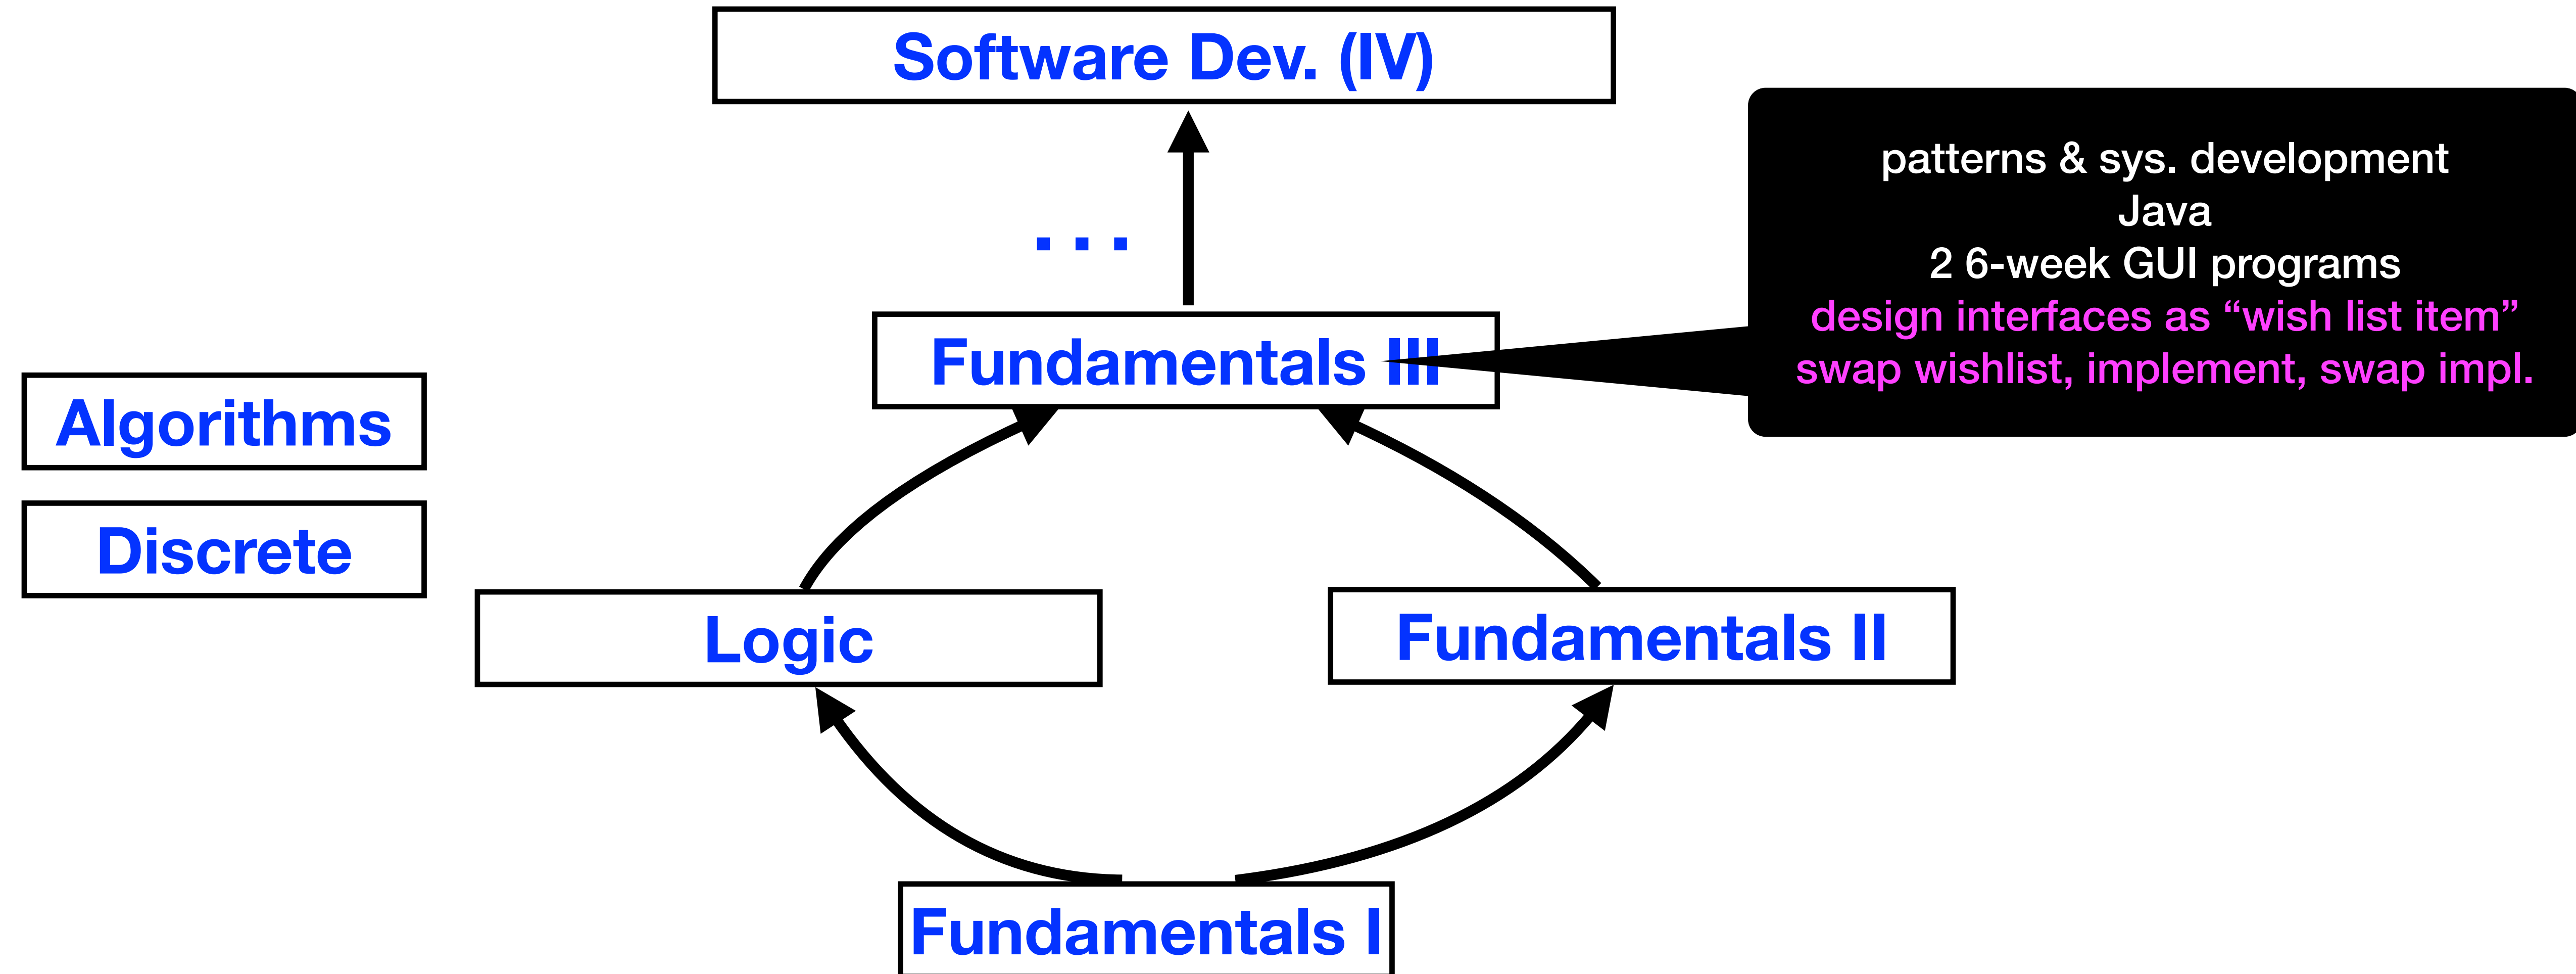 Software Dev. (IV)
patterns & sys. development
Java
2 6-week GUI programs
design interfaces as “wish list item”
swap wishlist, implement, swap impl.
...
Fundamentals III
Algorithms
Discrete
Logic
Fundamentals II
Fundamentals I